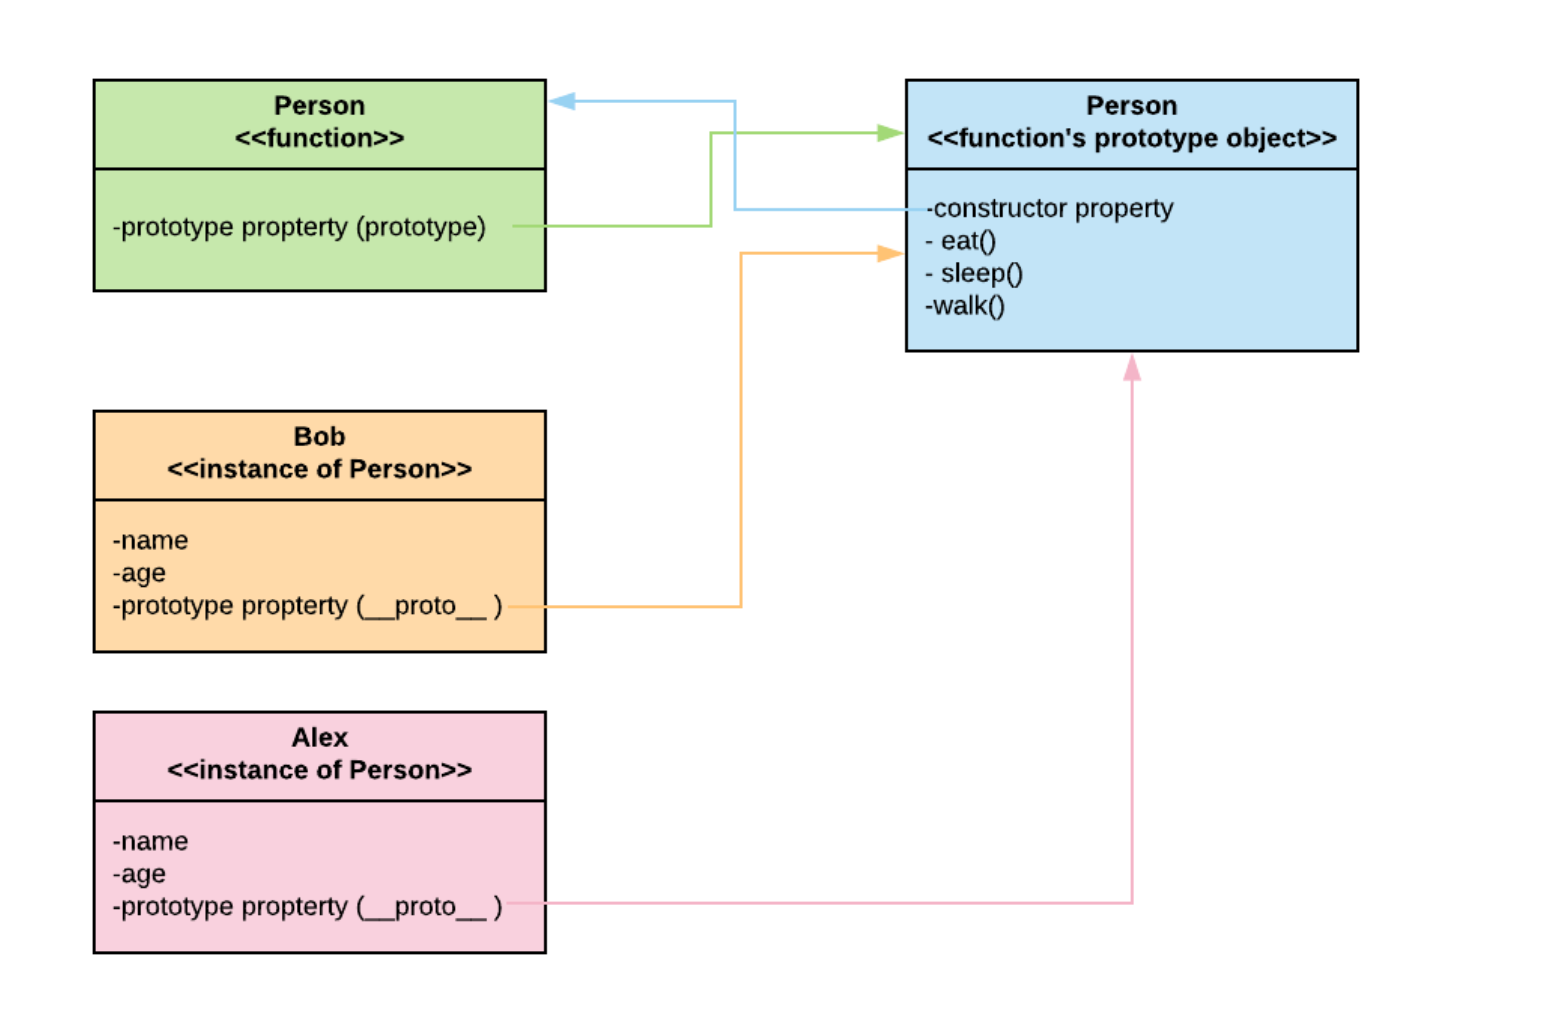 Person
<<function>>
-prototype propterty (prototype)
Person
<<function's prototype object>>
-constructor property
- eat()
- sleep()
-walk()
Bob
<<instance of Person>>
-name
-age
-prototype propterty (__proto__ )
Alex
<<instance of Person>>
-name
-age
-prototype propterty (__proto__ )